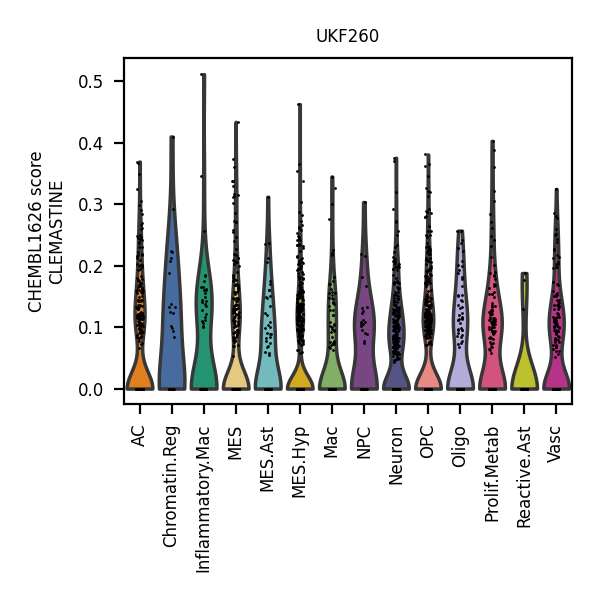 UKF260
CHEMBL1626 score
CLEMASTINE
0.5
0.4
0.3
0.2
0.1
0.0
AC
Chromatin.Reg
Inflammatory.Mac
MES
MES.Ast
MES.Hyp
Mac
NPC
Neuron
OPC
Oligo
Prolif.Metab
Reactive.Ast
Vasc